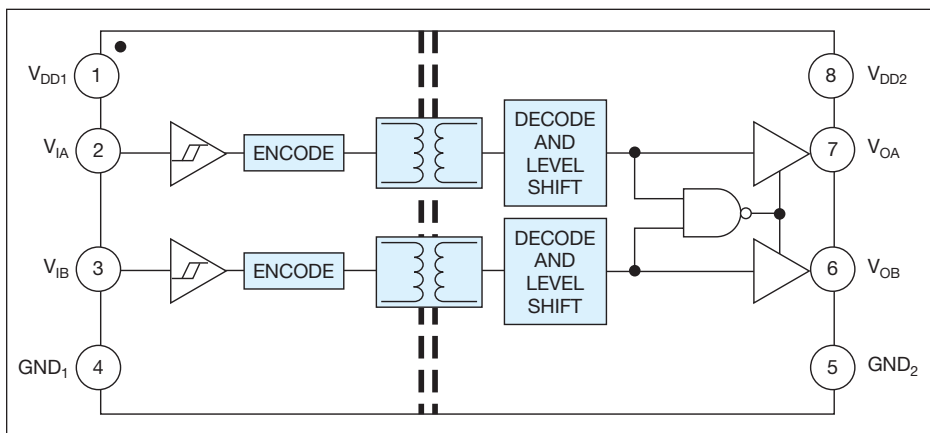 V_DD1
1
8
V_DD2
V_IA
2
ENCODE
DECODE
AND
LEVEL
SHIFT
7
V_OA
V_IB
3
ENCODE
DECODE
AND
LEVEL
SHIFT
6
V_OB
GND_1
4
5
GND_2